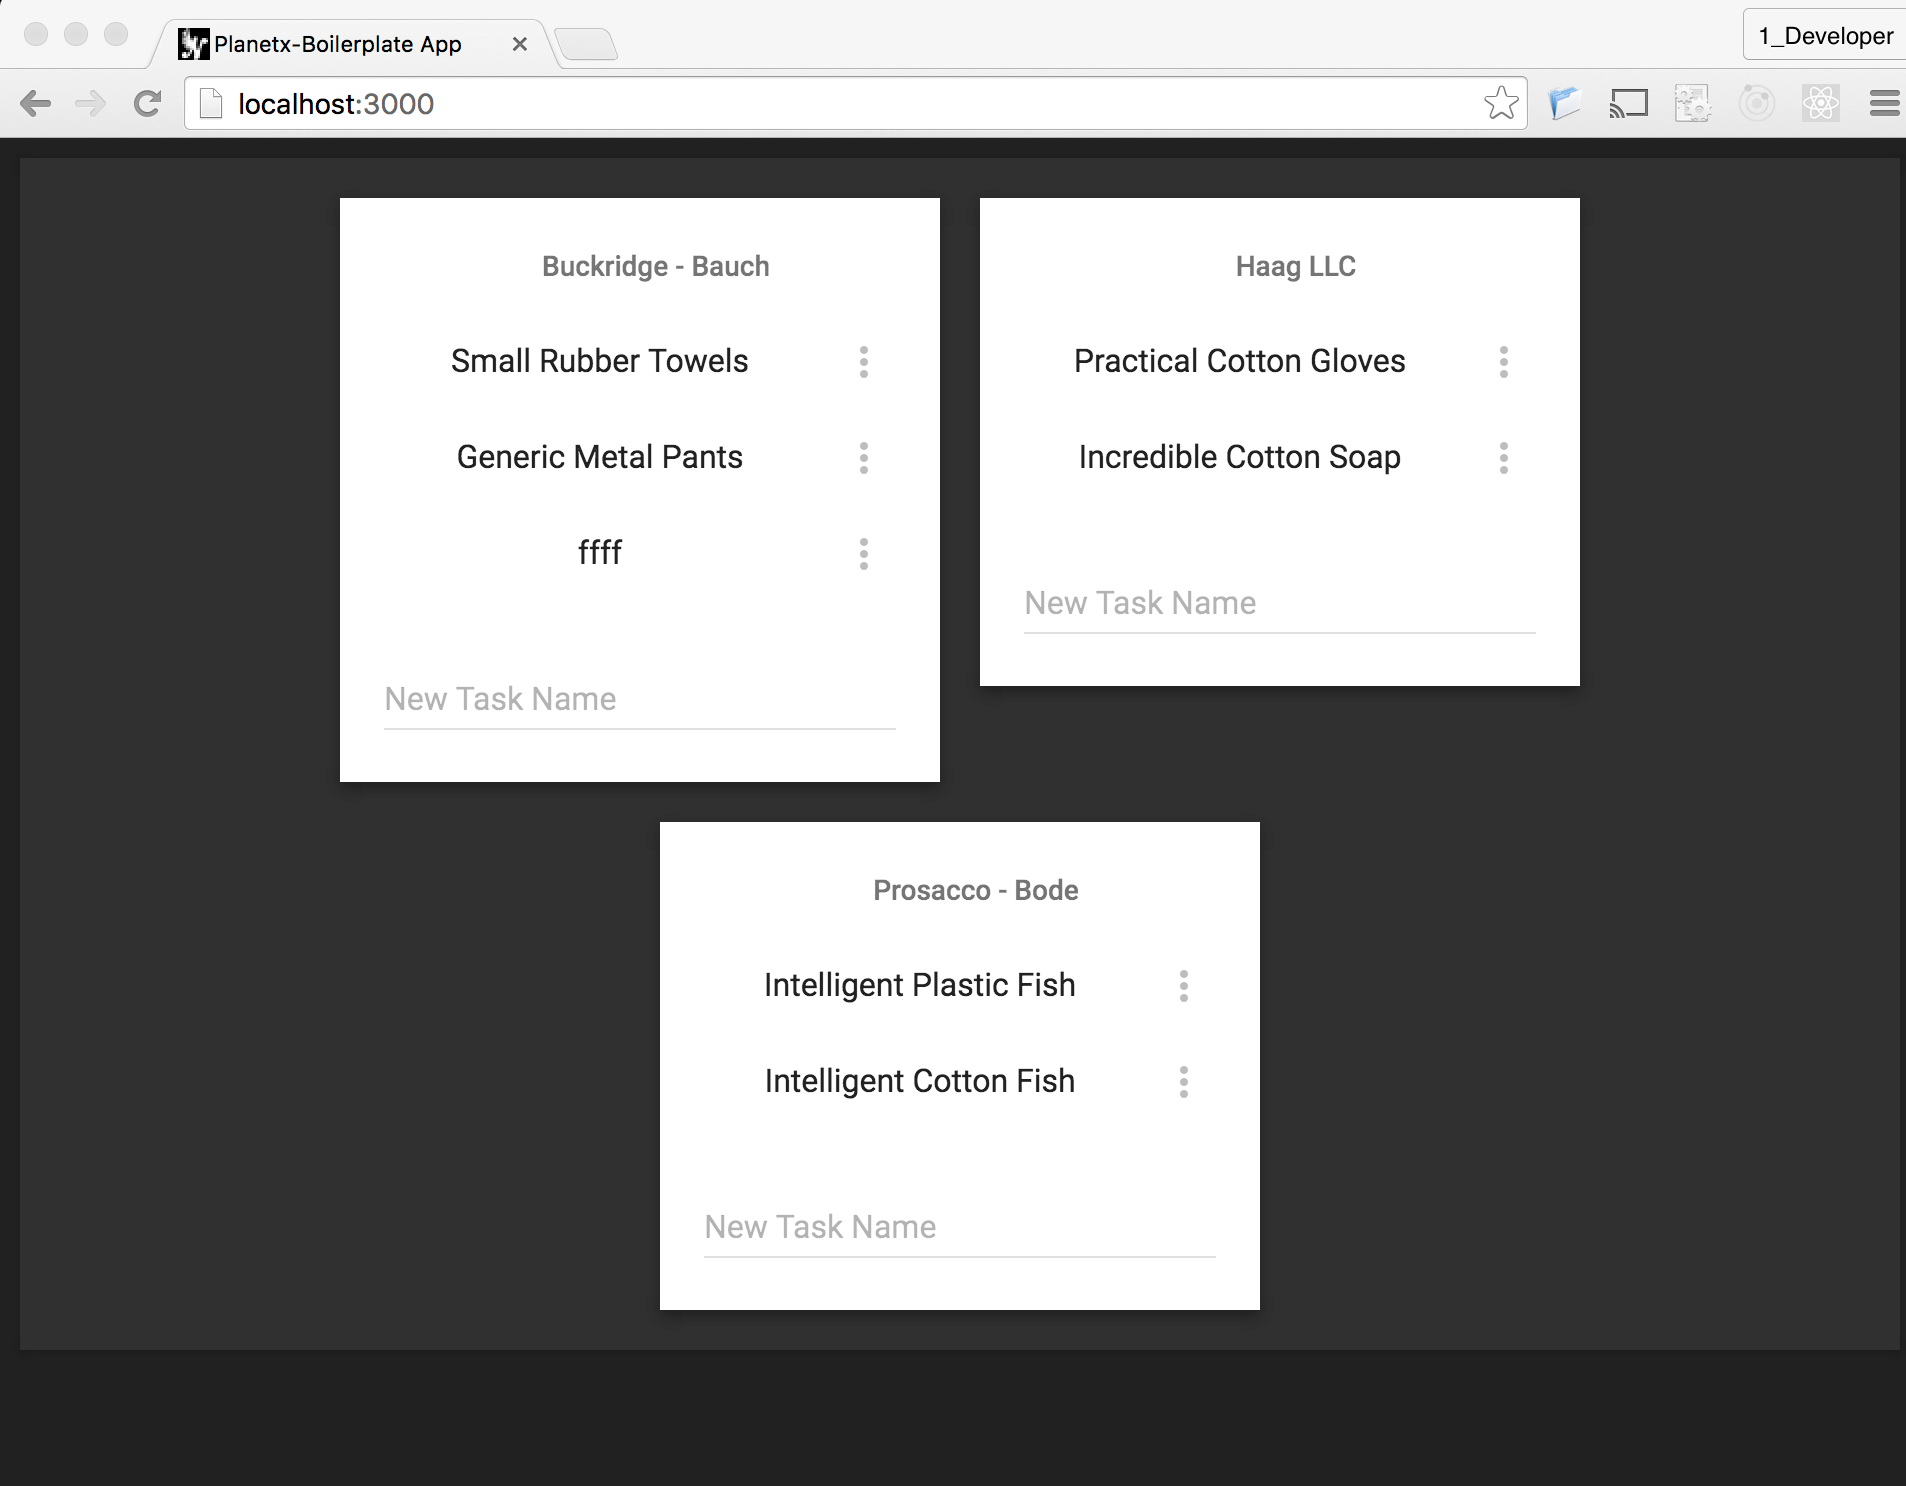 Planetx-Boilerplate App
1_Developer
localhost:3000
Buckridge - Bauch
Small Rubber Towels
Generic Metal Pants
ffff
New Task Name
Haag LLC
Practical Cotton Gloves
Incredible Cotton Soap
New Task Name
Prosacco - Bode
Intelligent Plastic Fish
Intelligent Cotton Fish
New Task Name